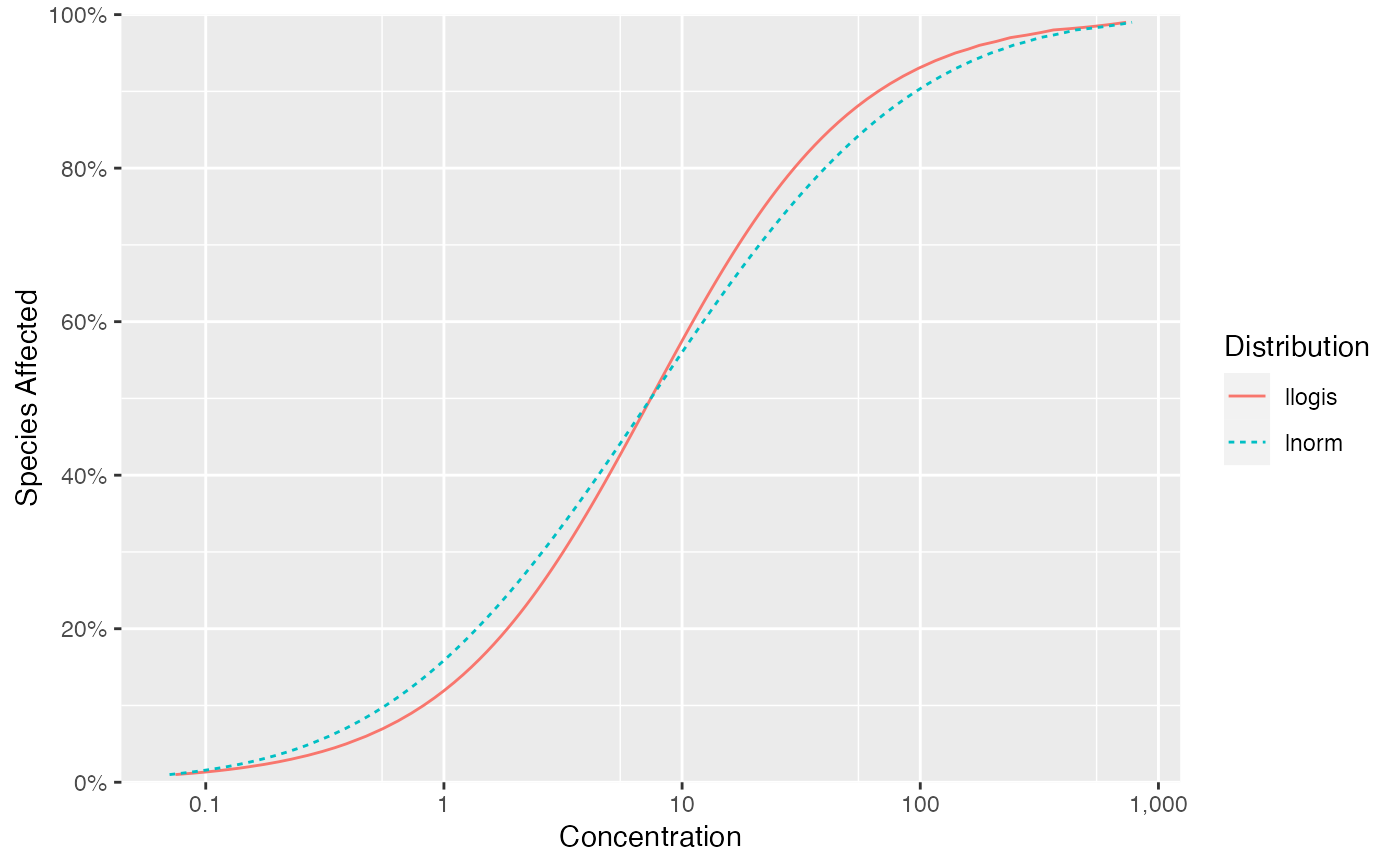 100%
80%
60%
40%
20%
0%
Species Affected
0.1 1 10 100 1,000
Concentration
Distribution
llogis
lnorm